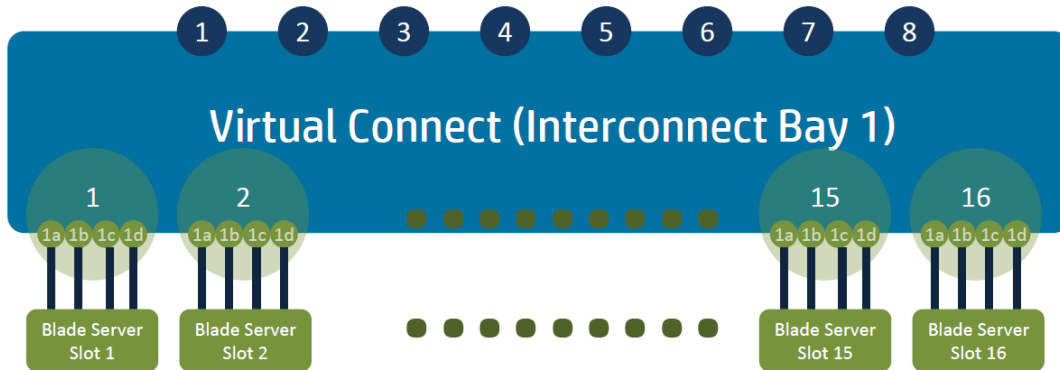 1 2 3 4 5 6 7 8
Virtual Connect (Interconnect Bay 1)
1 2 15 16
1a 1b 1c 1d 1a 1b 1c 1d 1a 1b 1c 1d 1a 1b 1c 1d
Blade Server
Slot 1
Blade Server
Slot 2
Blade Server
Slot 15
Blade Server
Slot 16